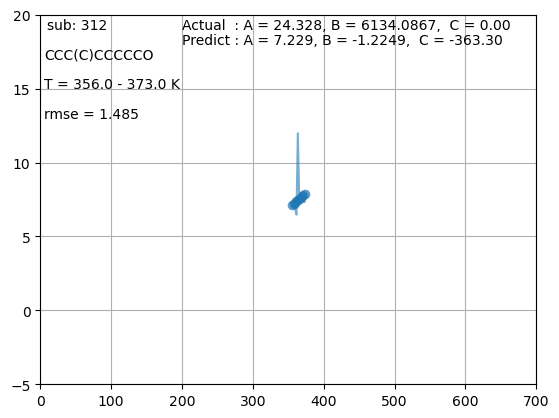 sub: 312
Actual  : A = 24.328, B = 6134.0867,  C = 0.00
Predict : A = 7.229, B = -1.2249,  C = -363.30
CCC(C)CCCCCO
T = 356.0 - 373.0 K
rmse = 1.485
20
15
10
5
0
−5
0 100 200 300 400 500 600 700